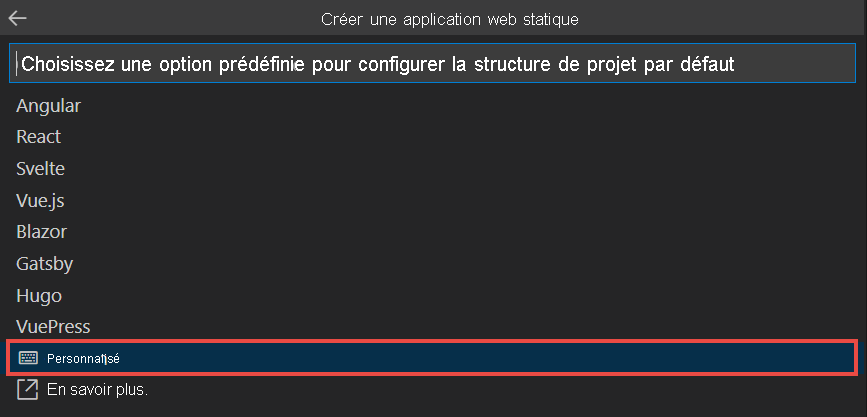 Créer une application web statique
Choisissez une option prédéfinie pour configurer la structure de projet par défaut
Angular
React
Svelte
Vue.js
Blazor
Gatsby
Hugo
VuePress
Personnalisé
En savoir plus.